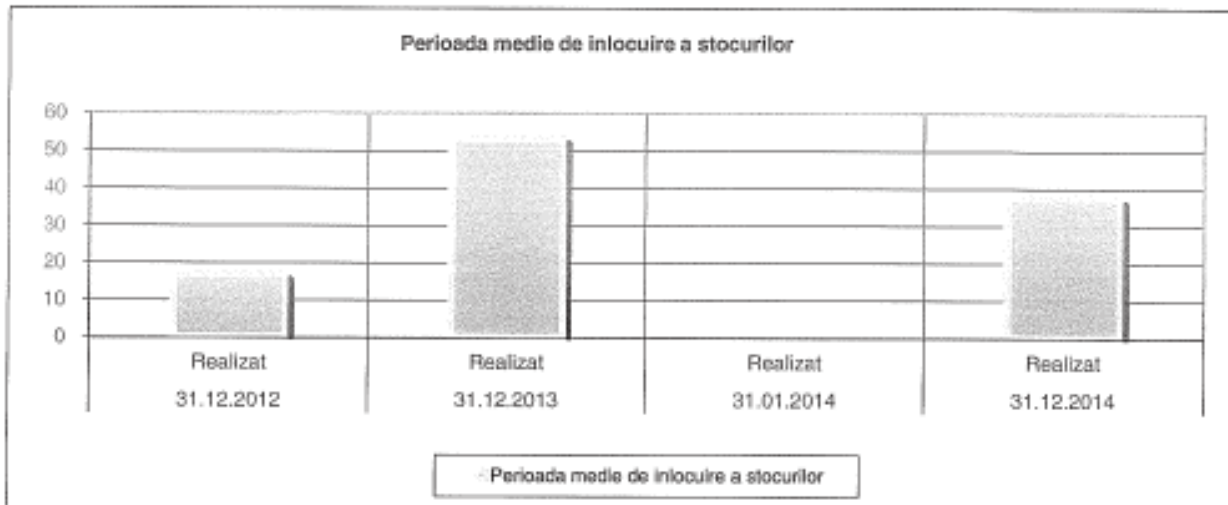 Perioada medie de inlocuire a stocurilor
60
50
40
30
20
10
0
Realizat Realizat Realizat Realizat
31.12.2012 31.12.2013 31.01.2014 31.12.2014
Perioada medie de inlocuire a stocurilor